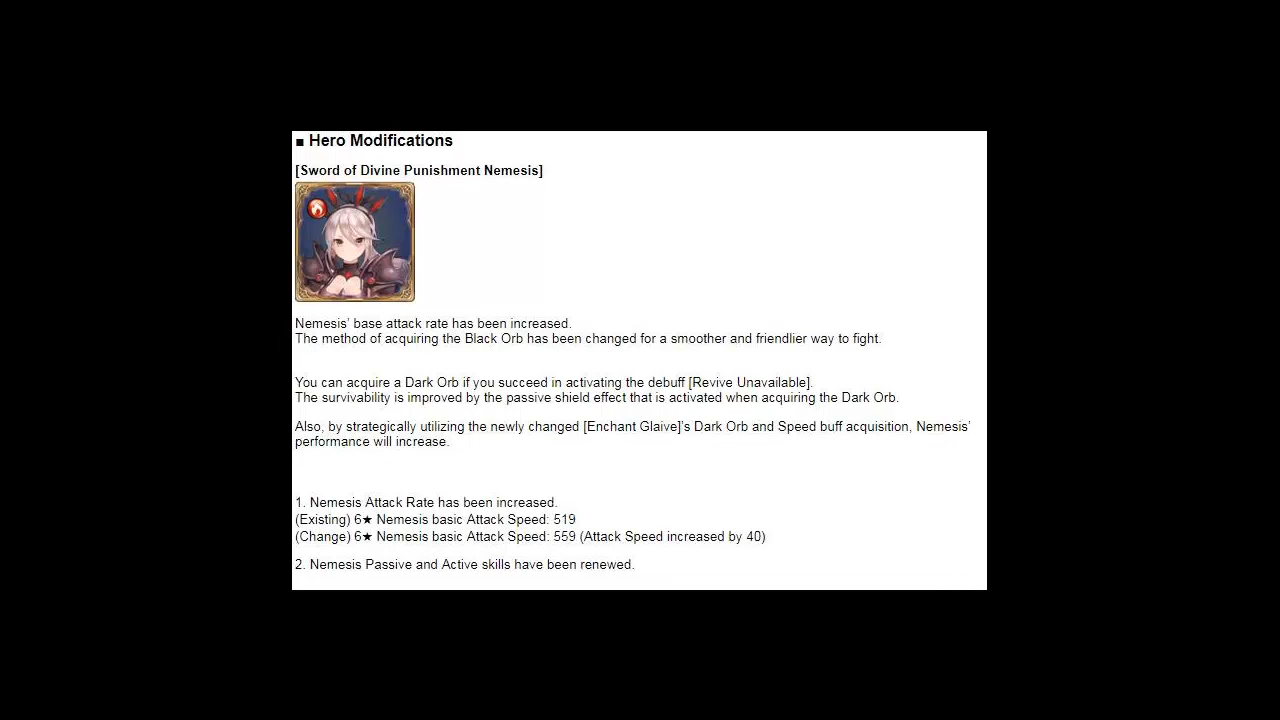 ■ Hero Modifications
[Sword of Divine Punishment Nemesis]
Nemesis' base attack rate has been increased.
The method of acquiring the Black Orb has been changed for a smoother and friendlier way to fight.
You can acquire a Dark Orb if you succeed in activating the debuff [Revive Unavailable].
The survivability is improved by the passive shield effect that is activated when acquiring the Dark Orb.
Also, by strategically utilizing the newly changed [Enchant Glaive]'s Dark Orb and Speed buff acquisition, Nemesis'
performance will increase.
1. Nemesis Attack Rate has been increased.
(Existing) 6★ Nemesis basic Attack Speed: 519
(Change) 6★ Nemesis basic Attack Speed: 559 (Attack Speed increased by 40)
2. Nemesis Passive and Active skills have been renewed.